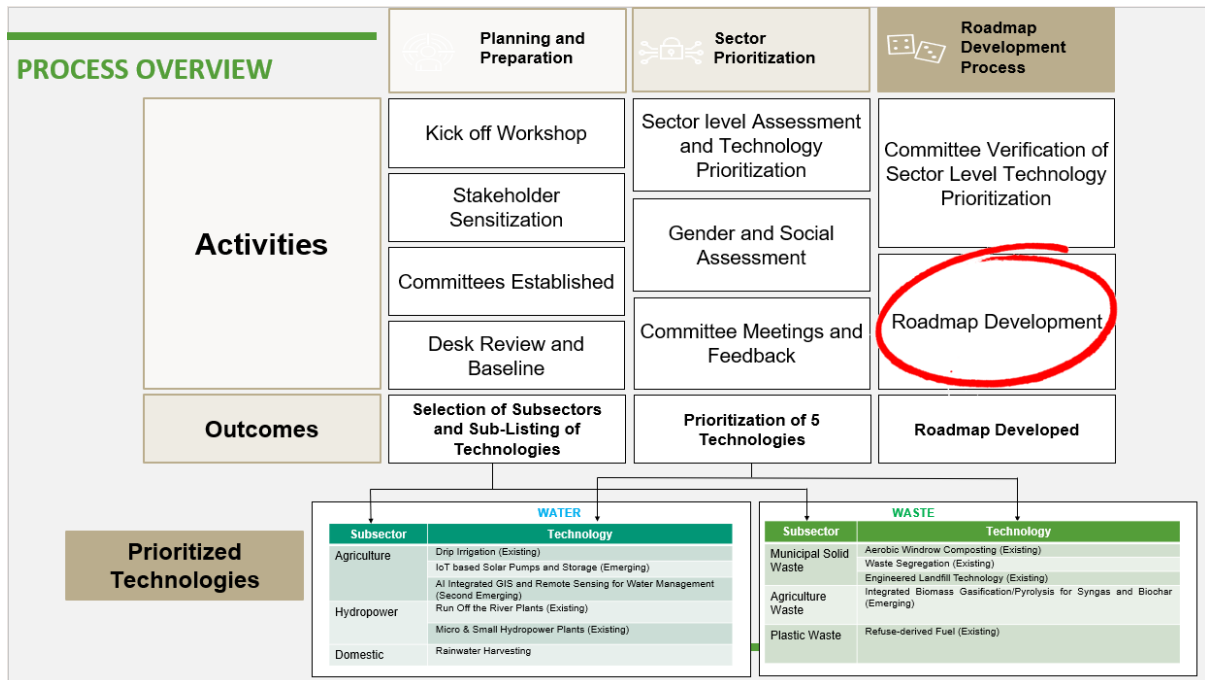 PROCESS OVERVIEW
Planning and
Preparation
Sector
Prioritization
Roadmap
Development
Process
Activities
Kick off Workshop
Stakeholder
Sensitization
Committees Established
Desk Review and
Baseline
Sector level Assessment
and Technology
Prioritization
Gender and Social
Assessment
Committee Meetings and
Feedback
Committee Verification of
Sector Level Technology
Prioritization
Roadmap Development
Outcomes
Selection of Subsectors
and Sub-Listing of
Technologies
Prioritization of 5
Technologies
Roadmap Developed
Prioritized
Technologies
WATER
Subsector Technology
Agriculture Drip Irrigation (Existing)
IoT based Solar Pumps and Storage (Emerging)
AI Integrated GIS and Remote Sensing for Water Management
(Second Emerging)
Hydropower Run Off the River Plants (Existing)
Micro & Small Hydropower Plants (Existing)
Domestic Rainwater Harvesting
WASTE
Subsector Technology
Municipal Solid
Waste
Aerobic Windrow Composting (Existing)
Waste Segregation (Existing)
Engineered Landfill Technology (Existing)
Agriculture
Waste
Integrated Biomass Gasification/Pyrolysis for Syngas and Biochar
(Emerging)
Plastic Waste Refuse-derived Fuel (Existing)